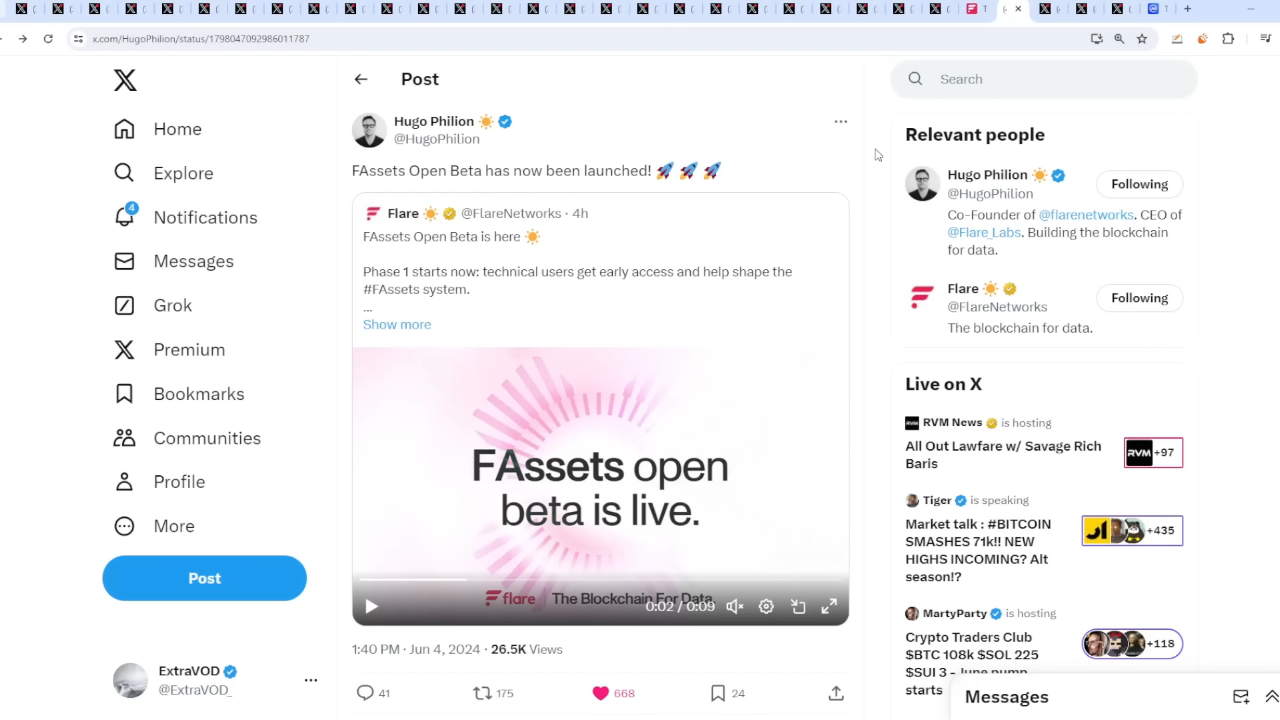 x.com/HugoPhilion/status/1798047092986011787
Home
Explore
4
Notifications
Messages
Grok
Premium
Bookmarks
Communities
Profile
More
Post
ExtraVOD
@ExtraVOD_
Post
Hugo Philion
@HugoPhilion
FAssets Open Beta has now been launched! 🚀 🚀 🚀
Flare ☀️ @FlareNetworks · 4h
FAssets Open Beta is here ☀️
Phase 1 starts now: technical users get early access and help shape the
#FAssets system.
...
Show more
FAssets open
beta is live.
flare The Blockchain For Data.
0:02 / 0:09
1:40 PM · Jun 4, 2024 · 26.5K Views
41 175 668 24
Search
Relevant people
Hugo Philion
@HugoPhilion
Following
Co-Founder of @flarenetworks. CEO of
@Flare_Labs. Building the blockchain
for data.
Flare
@FlareNetworks
Following
The blockchain for data.
Live on X
RVM News is hosting
All Out Lawfare w/ Savage Rich
Baris
RVM +97
Tiger is speaking
Market talk : #BITCOIN
SMASHES 71k!! NEW
HIGHS INCOMING? Alt
season!?
+435
MartyParty is hosting
Crypto Traders Club
$BTC 108k $SOL 225
$SUI 3 - June pump
starts
+118
Messages